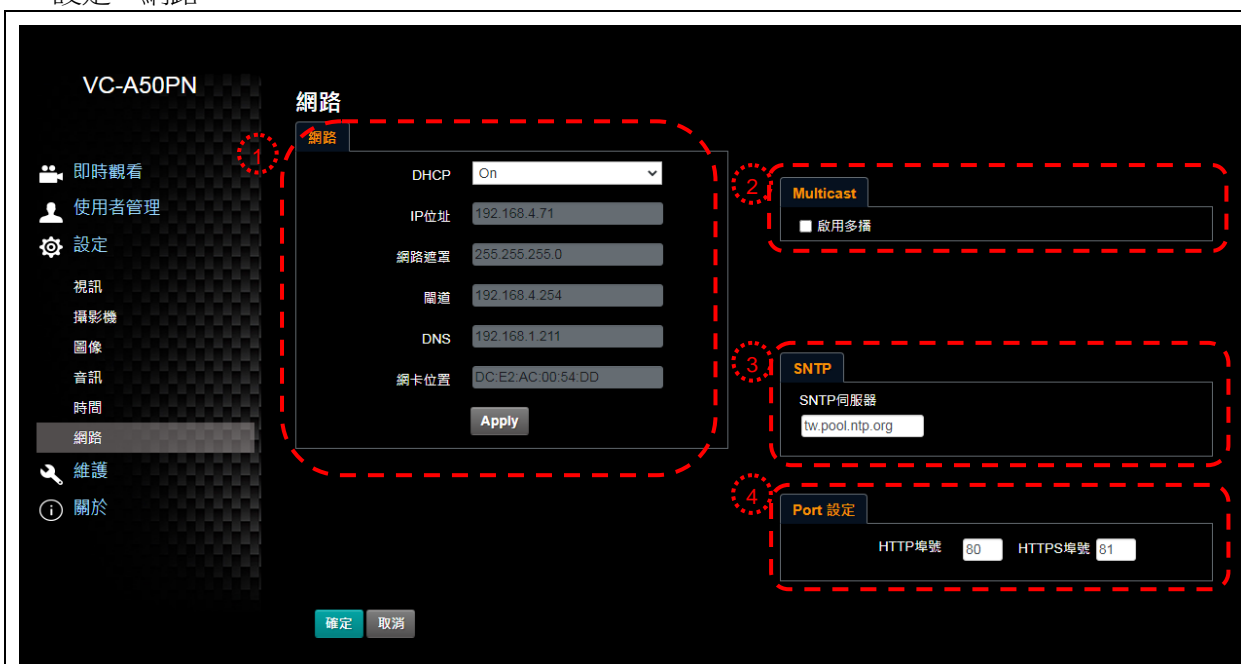 設定 - 網路
VC-A50PN
即時觀看
使用者管理
設定
視訊
攝影機
圖像
音訊
時間
網路
維護
關於
網路
1
網路
DHCP On
IP位址 192.168.4.71
網路遮罩 255.255.255.0
閘道 192.168.4.254
DNS 192.168.1.211
網卡位置 DC:E2:AC:00:54:DD
Apply
2
Multicast
啟用多播
3
SNTP
SNTP伺服器
tw.pool.ntp.org
4
Port 設定
HTTP埠號 80 HTTPS埠號 81
確定 取消